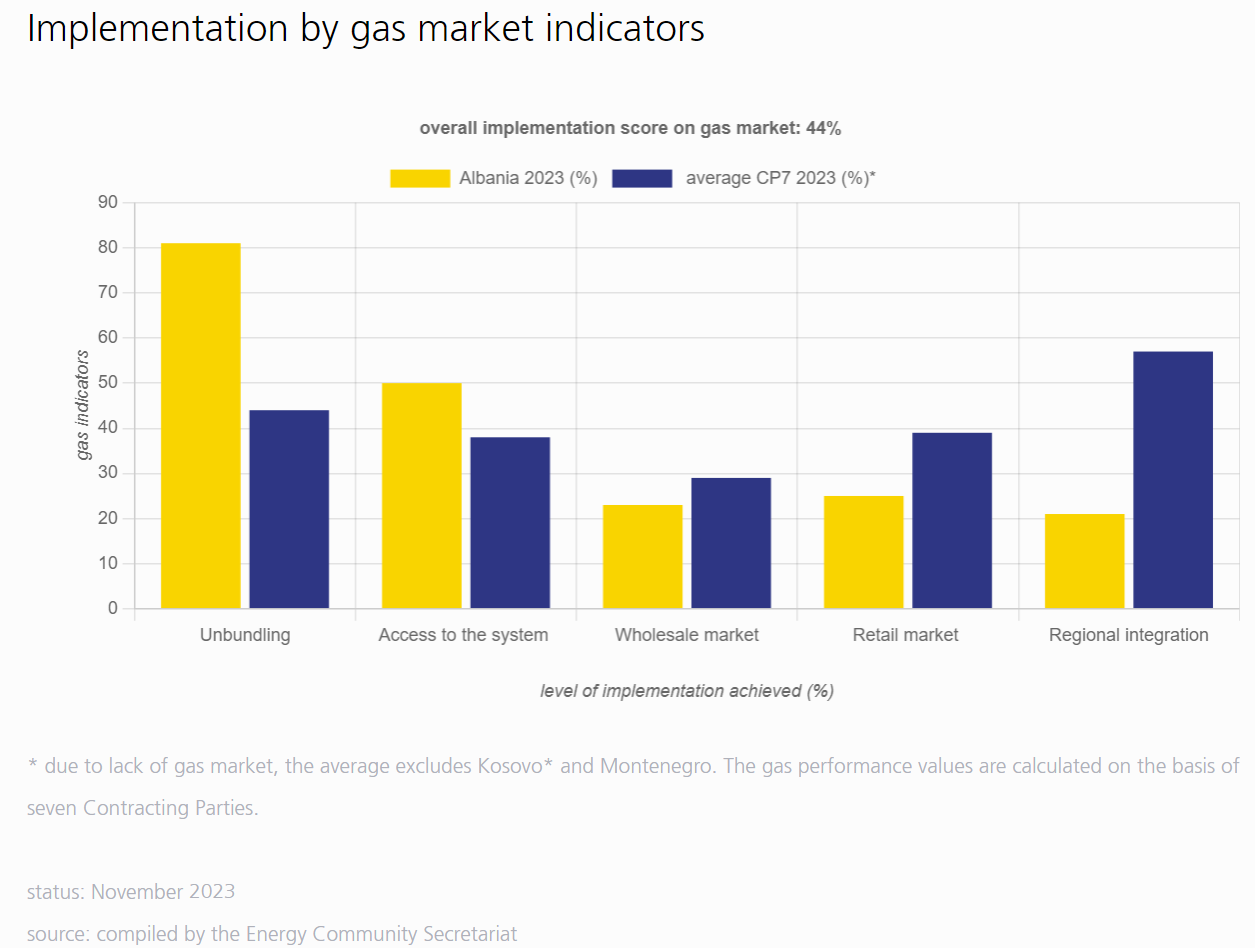 Implementation by gas market indicators
overall implementation score on gas market: 44%
Albania 2023 (%) average CP7 2023 (%)*
90
80
70
60
50
40
30
20
10
0
gas indicators
Unbundling Access to the system Wholesale market Retail market Regional integration
level of implementation achieved (%)
* due to lack of gas market, the average excludes Kosovo* and Montenegro. The gas performance values are calculated on the basis of
seven Contracting Parties.
status: November 2023
source: compiled by the Energy Community Secretariat